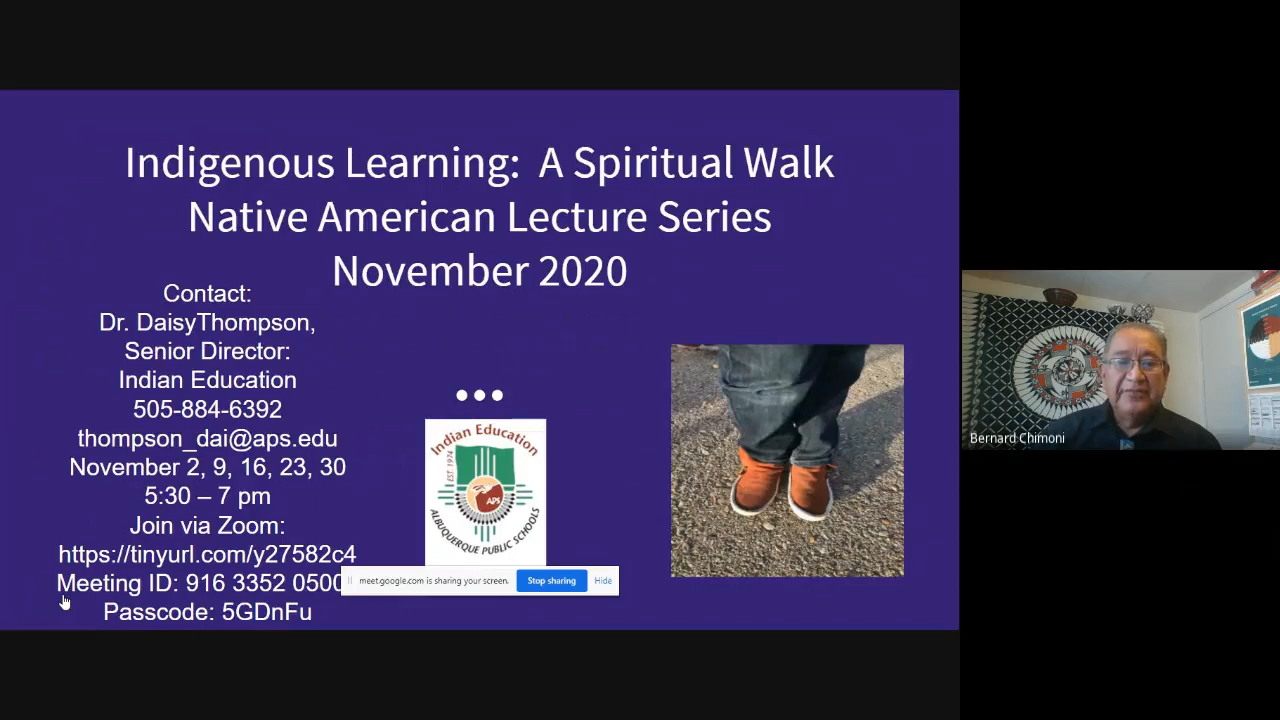 Indigenous Learning:  A Spiritual Walk
Native American Lecture Series
November 2020
Contact:
Dr. DaisyThompson,
Senior Director:
Indian Education
505-884-6392
thompson_dai@aps.edu
November 2, 9, 16, 23, 30
5:30 – 7 pm
Join via Zoom:
https://tinyurl.com/y27582c4
Meeting ID: 916 3352 0500
Passcode: 5GDnFu
Indian Education
EST. 1974
APS
ALBUQUERQUE PUBLIC SCHOOLS
meet.google.com is sharing your screen.
Stop sharing
Hide
Bernard Chimoni